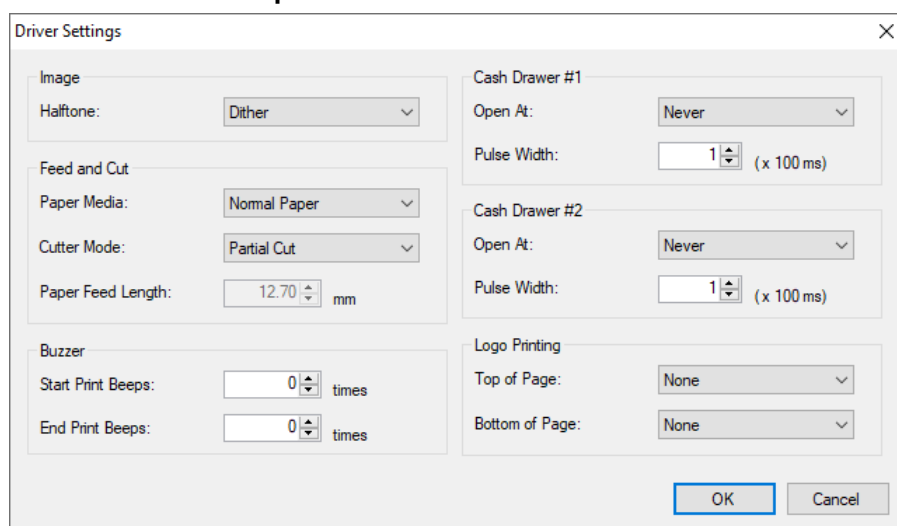 Driver Settings
Image
Halftone: Dither
Feed and Cut
Paper Media: Normal Paper
Cutter Mode: Partial Cut
Paper Feed Length: 12.70 mm
Buzzer
Start Print Beeps: 0 times
End Print Beeps: 0 times
Cash Drawer #1
Open At: Never
Pulse Width: 1 (x 100 ms)
Cash Drawer #2
Open At: Never
Pulse Width: 1 (x 100 ms)
Logo Printing
Top of Page: None
Bottom of Page: None
OK Cancel